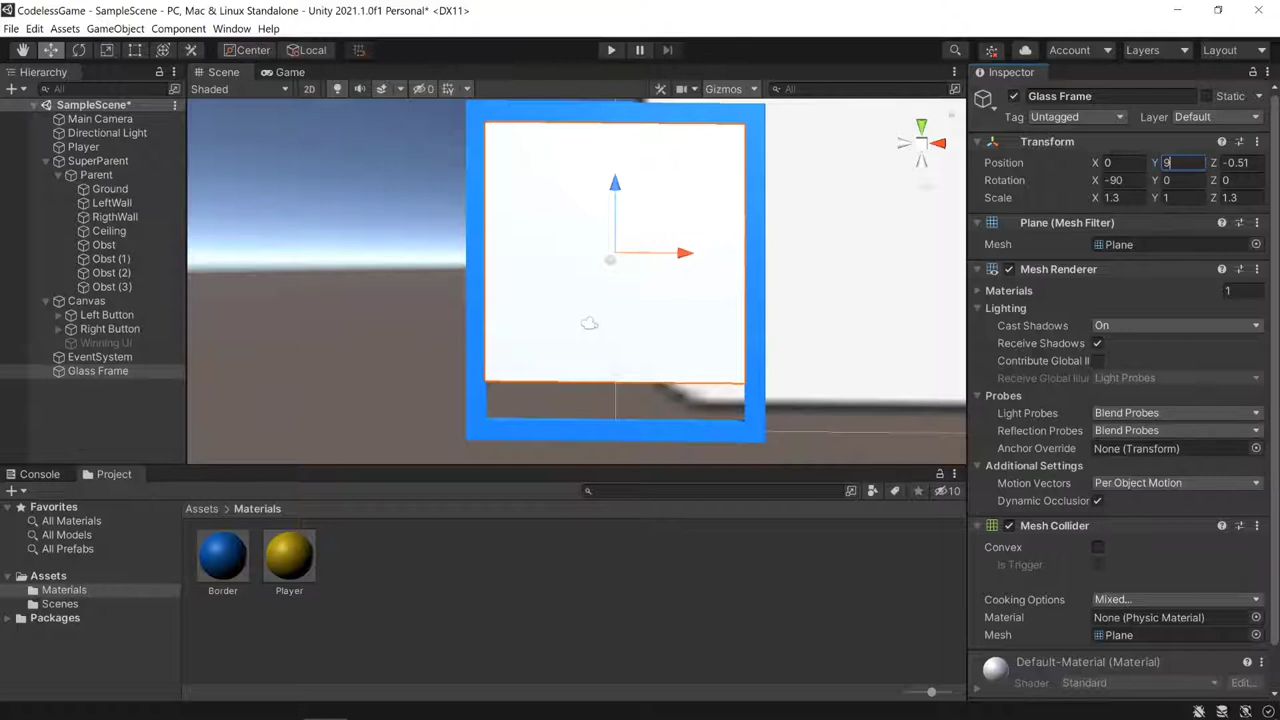 CodelessGame - SampleScene - PC, Mac & Linux Standalone - Unity 2021.1.0f1 Personal* <DX11>
File Edit Assets GameObject Component Window Help
Center Local Account Layers Layout
Hierarchy
All
SampleScene*
Main Camera
Directional Light
Player
SuperParent
Parent
Ground
LeftWall
RigthWall
Ceiling
Obst
Obst (1)
Obst (2)
Obst (3)
Canvas
Left Button
Right Button
Winning UI
EventSystem
Glass Frame
Scene Game
Shaded 2D 0 Gizmos All
Inspector
Glass Frame Static
Tag Untagged Layer Default
Transform
Position X 0 Y 9 Z -0.51
Rotation X -90 Y 0 Z 0
Scale X 1.3 Y 1 Z 1.3
Plane (Mesh Filter)
Mesh Plane
Mesh Renderer
Materials 1
Lighting
Cast Shadows On
Receive Shadows
Contribute Global Il
Receive Global Illur Light Probes
Probes
Light Probes Blend Probes
Reflection Probes Blend Probes
Anchor Override None (Transform)
Additional Settings
Motion Vectors Per Object Motion
Dynamic Occlusion
Mesh Collider
Convex
Is Trigger
Cooking Options Mixed...
Material None (Physic Material)
Mesh Plane
Default-Material (Material)
Shader Standard Edit...
Console Project
10
Favorites
All Materials
All Models
All Prefabs
Assets
Materials
Scenes
Packages
Assets > Materials
Border Player